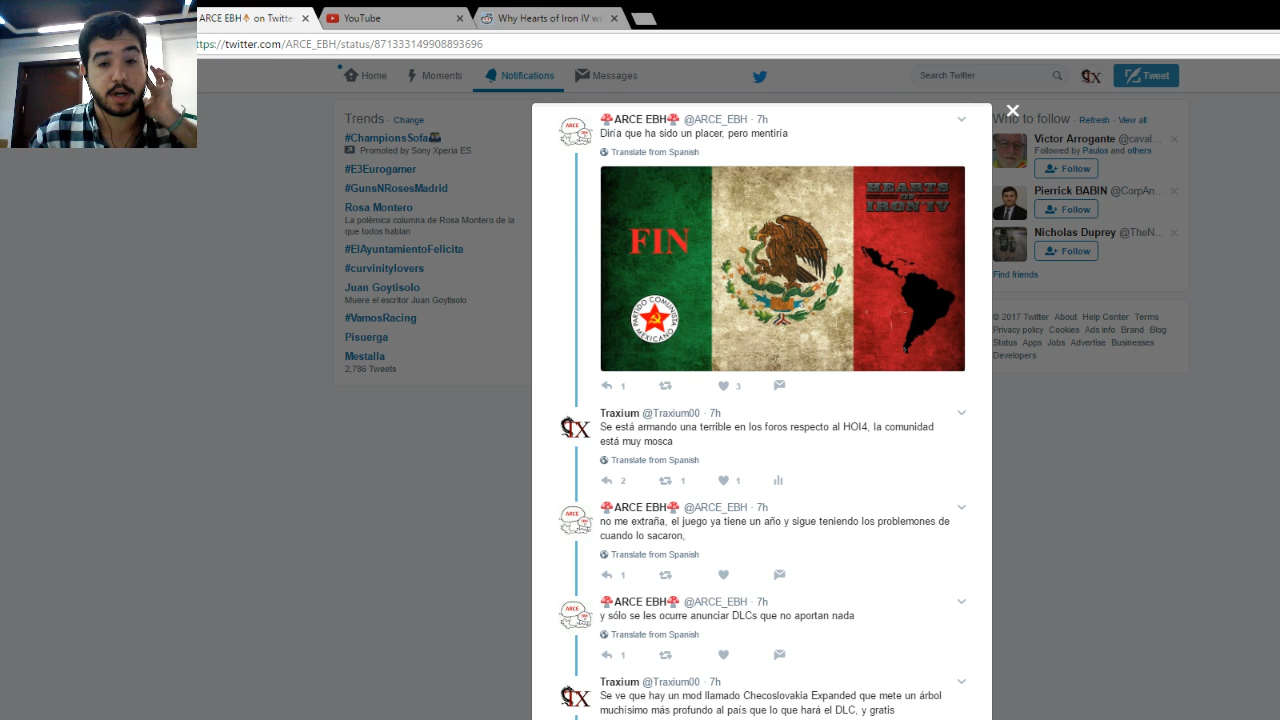 ARCE EBH on Twitte
YouTube
Why Hearts of Iron IV wi
ttps://twitter.com/ARCE_EBH/status/871333149908893696
Home
Moments
Notifications
Messages
Search Twitter
Tweet
Trends · Change
#ChampionsSofa
Promoted by Sony Xperia ES
#E3Eurogamer
#GunsNRosesMadrid
Rosa Montero
La polémica columna de Rosa Montero de la
que todos hablan
#ElAyuntamientoFelicita
#curvinitylovers
Juan Goytisolo
Muere el escritor Juan Goytisolo
#VamosRacing
Pisuerga
Mestalla
2,786 Tweets
ARCE EBH @ARCE_EBH · 7h
Diría que ha sido un placer, pero mentiría
Translate from Spanish
HEARTS
OF
IRON IV
FIN
PARTIDO COMUNISTA
MEXICANO
1
3
Traxium @Traxium00 · 7h
Se está armando una terrible en los foros respecto al HOI4, la comunidad
está muy mosca
Translate from Spanish
2
1
1
ARCE EBH @ARCE_EBH · 7h
no me extraña, el juego ya tiene un año y sigue teniendo los problemones de
cuando lo sacaron,
Translate from Spanish
1
ARCE EBH @ARCE_EBH · 7h
y sólo se les ocurre anunciar DLCs que no aportan nada
Translate from Spanish
1
Traxium @Traxium00 · 7h
Se ve que hay un mod llamado Checoslovakia Expanded que mete un árbol
muchísimo más profundo al país que lo que hará el DLC, y gratis
Who to follow · Refresh · View all
Victor Arrogante @caval...
Followed by Paulos and others
Follow
Pierrick BABIN @CorpAn...
Follow
Nicholas Duprey @TheN...
Follow
Find friends
© 2017 Twitter About Help Center Terms
Privacy policy Cookies Ads info Brand Blog
Status Apps Jobs Advertise Businesses
Developers